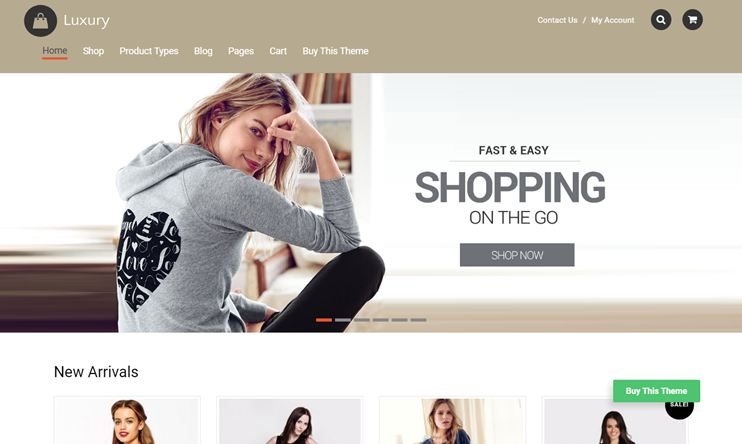 Luxury
Contact Us / My Account
Home Shop Product Types Blog Pages Cart Buy This Theme
FAST & EASY
SHOPPING
ON THE GO
SHOP NOW
New Arrivals
Buy This Theme
SALE!